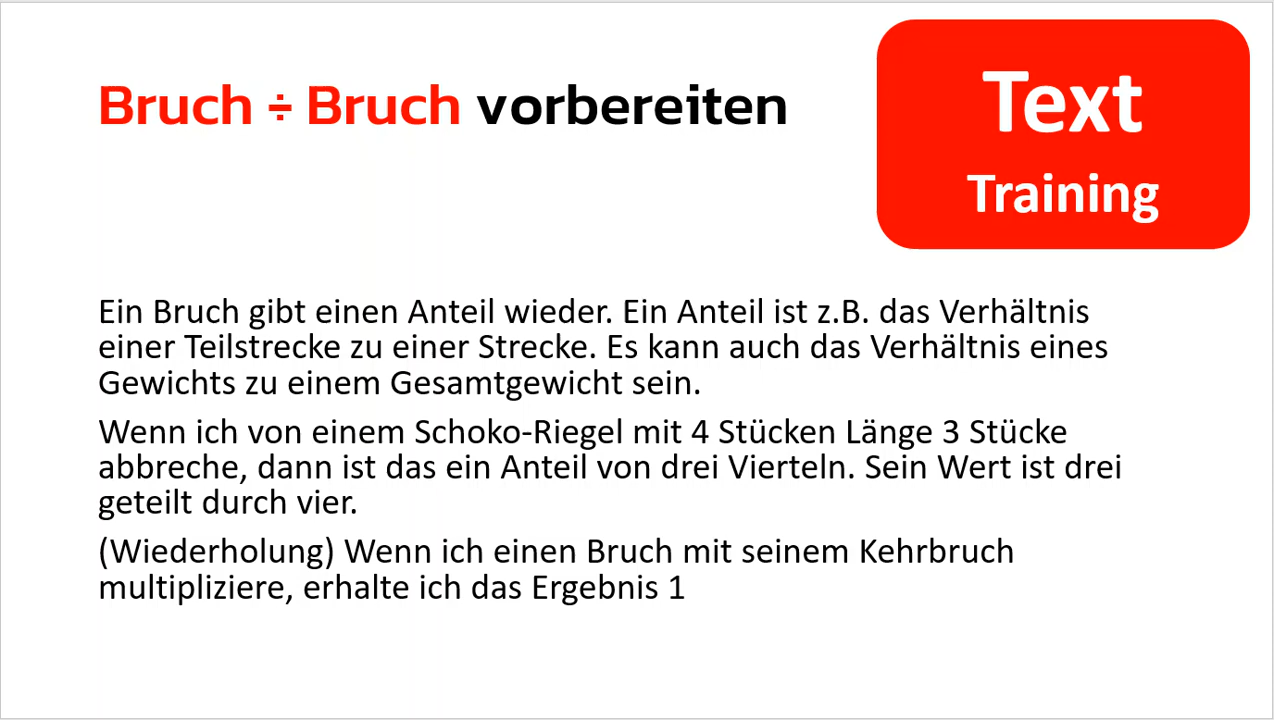 Bruch ÷ Bruch vorbereiten
Text
Training
Ein Bruch gibt einen Anteil wieder. Ein Anteil ist z.B. das Verhältnis
einer Teilstrecke zu einer Strecke. Es kann auch das Verhältnis eines
Gewichts zu einem Gesamtgewicht sein.
Wenn ich von einem Schoko-Riegel mit 4 Stücken Länge 3 Stücke
abbreche, dann ist das ein Anteil von drei Vierteln. Sein Wert ist drei
geteilt durch vier.
(Wiederholung) Wenn ich einen Bruch mit seinem Kehrbruch
multipliziere, erhalte ich das Ergebnis 1